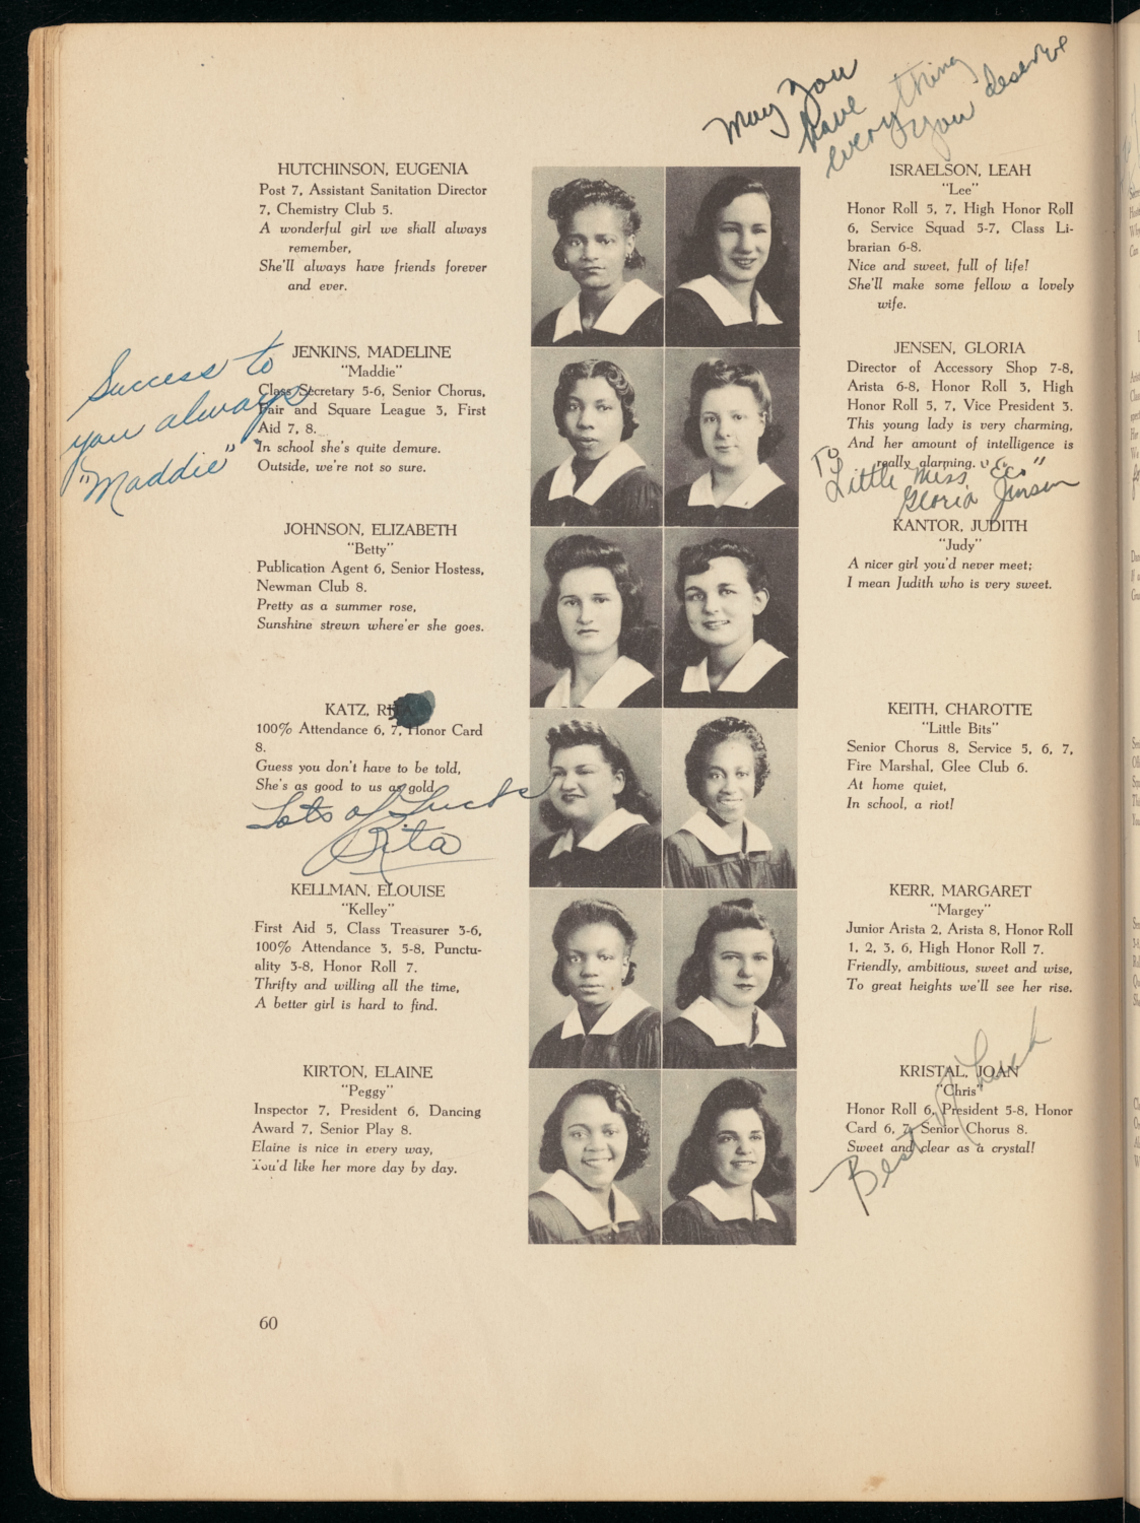 May you
have
everything
you deserve
HUTCHINSON, EUGENIA
Post 7, Assistant Sanitation Director
7, Chemistry Club 5.
A wonderful girl we shall always
remember,
She'll always have friends forever
and ever.
ISRAELSON, LEAH
"Lee"
Honor Roll 5, 7, High Honor Roll
6, Service Squad 5-7, Class Li-
brarian 6-8.
Nice and sweet, full of life!
She'll make some fellow a lovely
wife.
JENKINS, MADELINE
"Maddie"
Class Secretary 5-6, Senior Chorus,
Fair and Square League 3, First
Aid 7, 8.
In school she's quite demure.
Outside, we're not so sure.
Success to
you always
"Maddie"
JENSEN, GLORIA
Director of Accessory Shop 7-8,
Arista 6-8, Honor Roll 3, High
Honor Roll 5, 7, Vice President 3.
This young lady is very charming,
And her amount of intelligence is
really alarming.
To
Little Miss "Eco"
Gloria Jensen
JOHNSON, ELIZABETH
"Betty"
Publication Agent 6, Senior Hostess,
Newman Club 8.
Pretty as a summer rose,
Sunshine strewn where'er she goes.
KANTOR, JUDITH
"Judy"
A nicer girl you'd never meet;
I mean Judith who is very sweet.
KATZ, RITA
100% Attendance 6, 7, Honor Card
8.
Guess you don't have to be told,
She's as good to us as gold.
Lots of Luck
Rita
KEITH, CHAROTTE
"Little Bits"
Senior Chorus 8, Service 5, 6, 7,
Fire Marshal, Glee Club 6.
At home quiet,
In school, a riot!
KELLMAN, ELOUISE
"Kelley"
First Aid 5, Class Treasurer 3-6,
100% Attendance 3, 5-8, Punctu-
ality 3-8, Honor Roll 7.
Thrifty and willing all the time,
A better girl is hard to find.
KERR, MARGARET
"Margey"
Junior Arista 2, Arista 8, Honor Roll
1, 2, 3, 6, High Honor Roll 7.
Friendly, ambitious, sweet and wise,
To great heights we'll see her rise.
KIRTON, ELAINE
"Peggy"
Inspector 7, President 6, Dancing
Award 7, Senior Play 8.
Elaine is nice in every way,
You'd like her more day by day.
KRISTAL, JOAN
"Chris"
Honor Roll 6, President 5-8, Honor
Card 6, 7, Senior Chorus 8.
Sweet and clear as a crystal!
Best of Luck
60